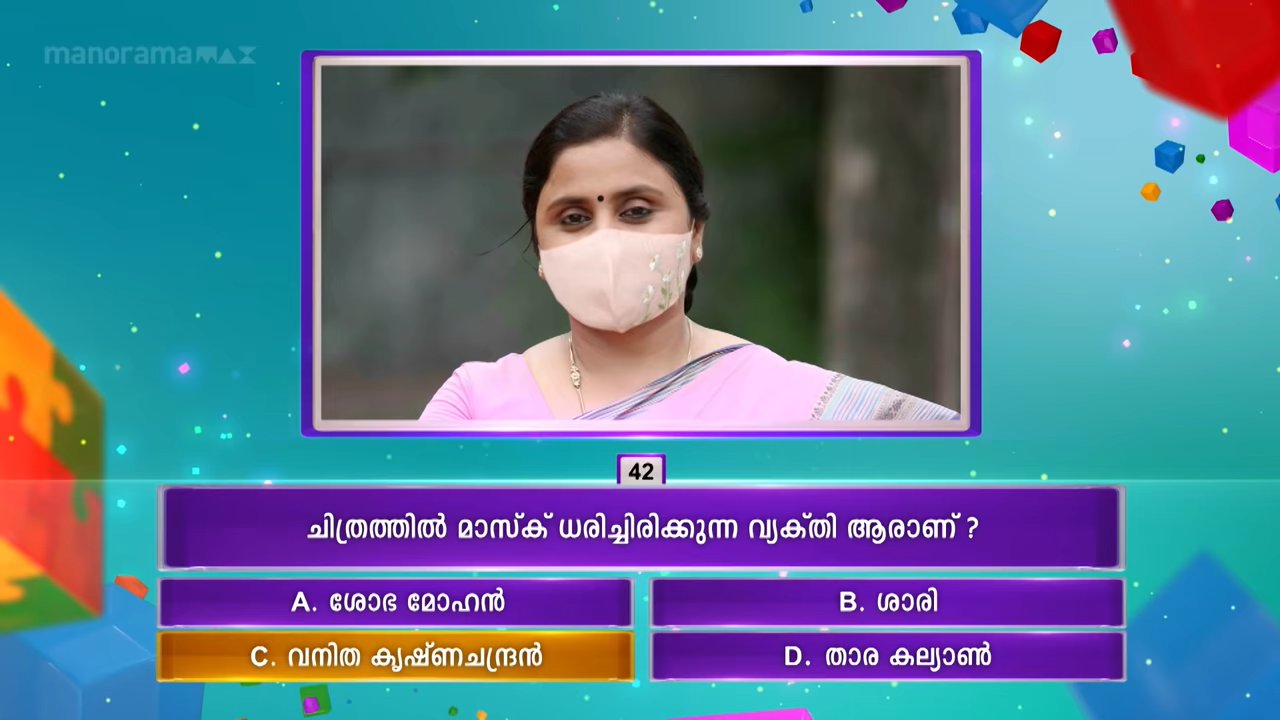 manoramaMAX
42
ചിത്രത്തിൽ മാസ്ക് ധരിച്ചിരിക്കുന്ന വ്യക്തി ആരാണ് ?
A. ശോഭ മോഹൻ
B. ശാരി
C. വനിത കൃഷ്ണചന്ദ്രൻ
D. താര കല്യാൺ